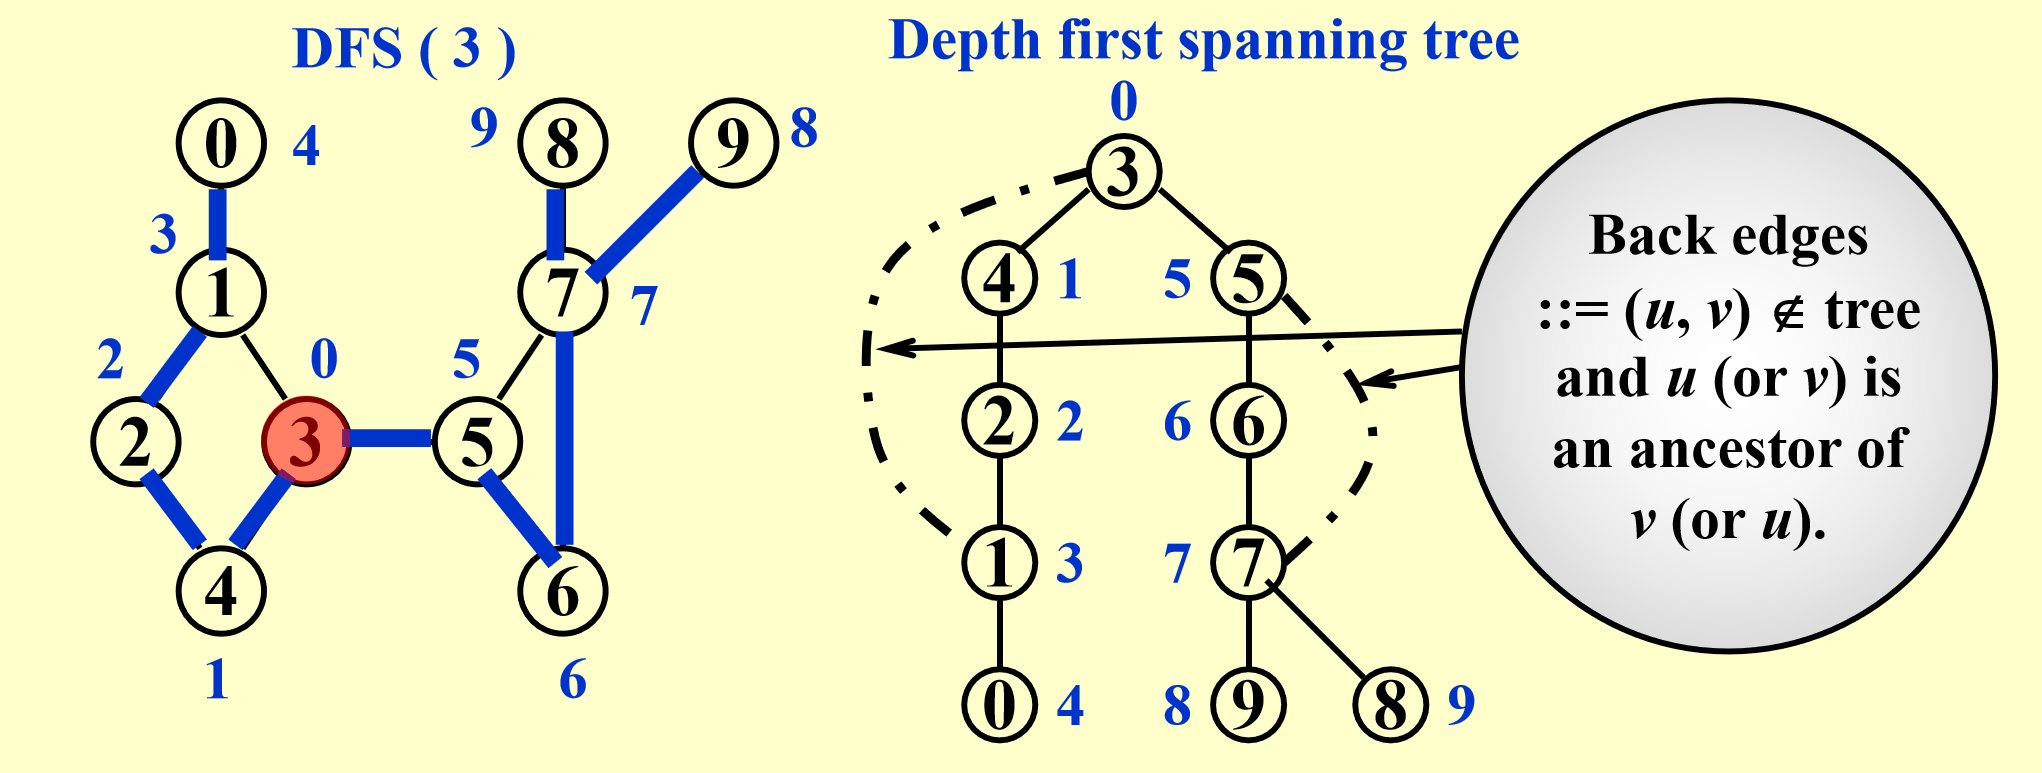 DFS ( 3 )
0 4
9 8 9 8
3 1
7 7
2 0 5
2 3 5
4 6
1 6
Depth first spanning tree
0
3
4 1 5 5
2 2 6 6
1 3 7 7
0 4 8 9 8 9
Back edges
::= (u, v) ∉ tree
and u (or v) is
an ancestor of
v (or u).